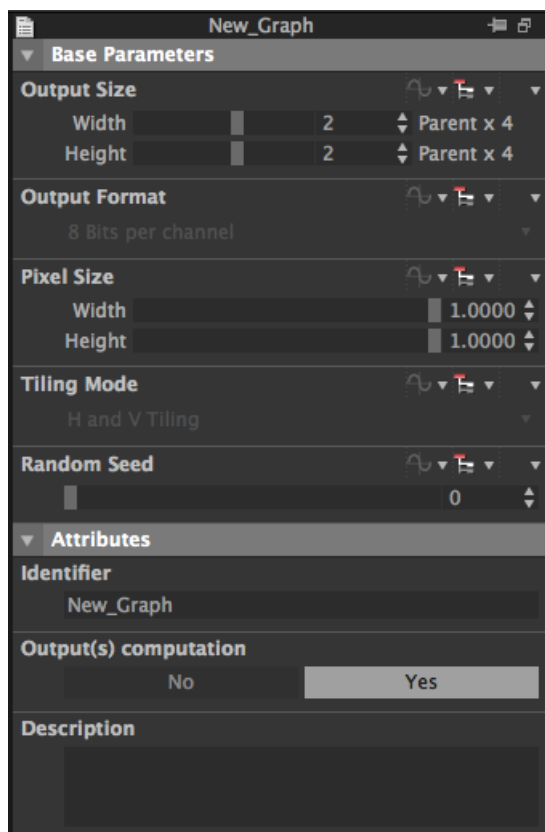 New_Graph
Base Parameters
Output Size
Width 2 Parent x 4
Height 2 Parent x 4
Output Format
8 Bits per channel
Pixel Size
Width 1.0000
Height 1.0000
Tiling Mode
H and V Tiling
Random Seed
0
Attributes
Identifier
New_Graph
Output(s) computation
No Yes
Description